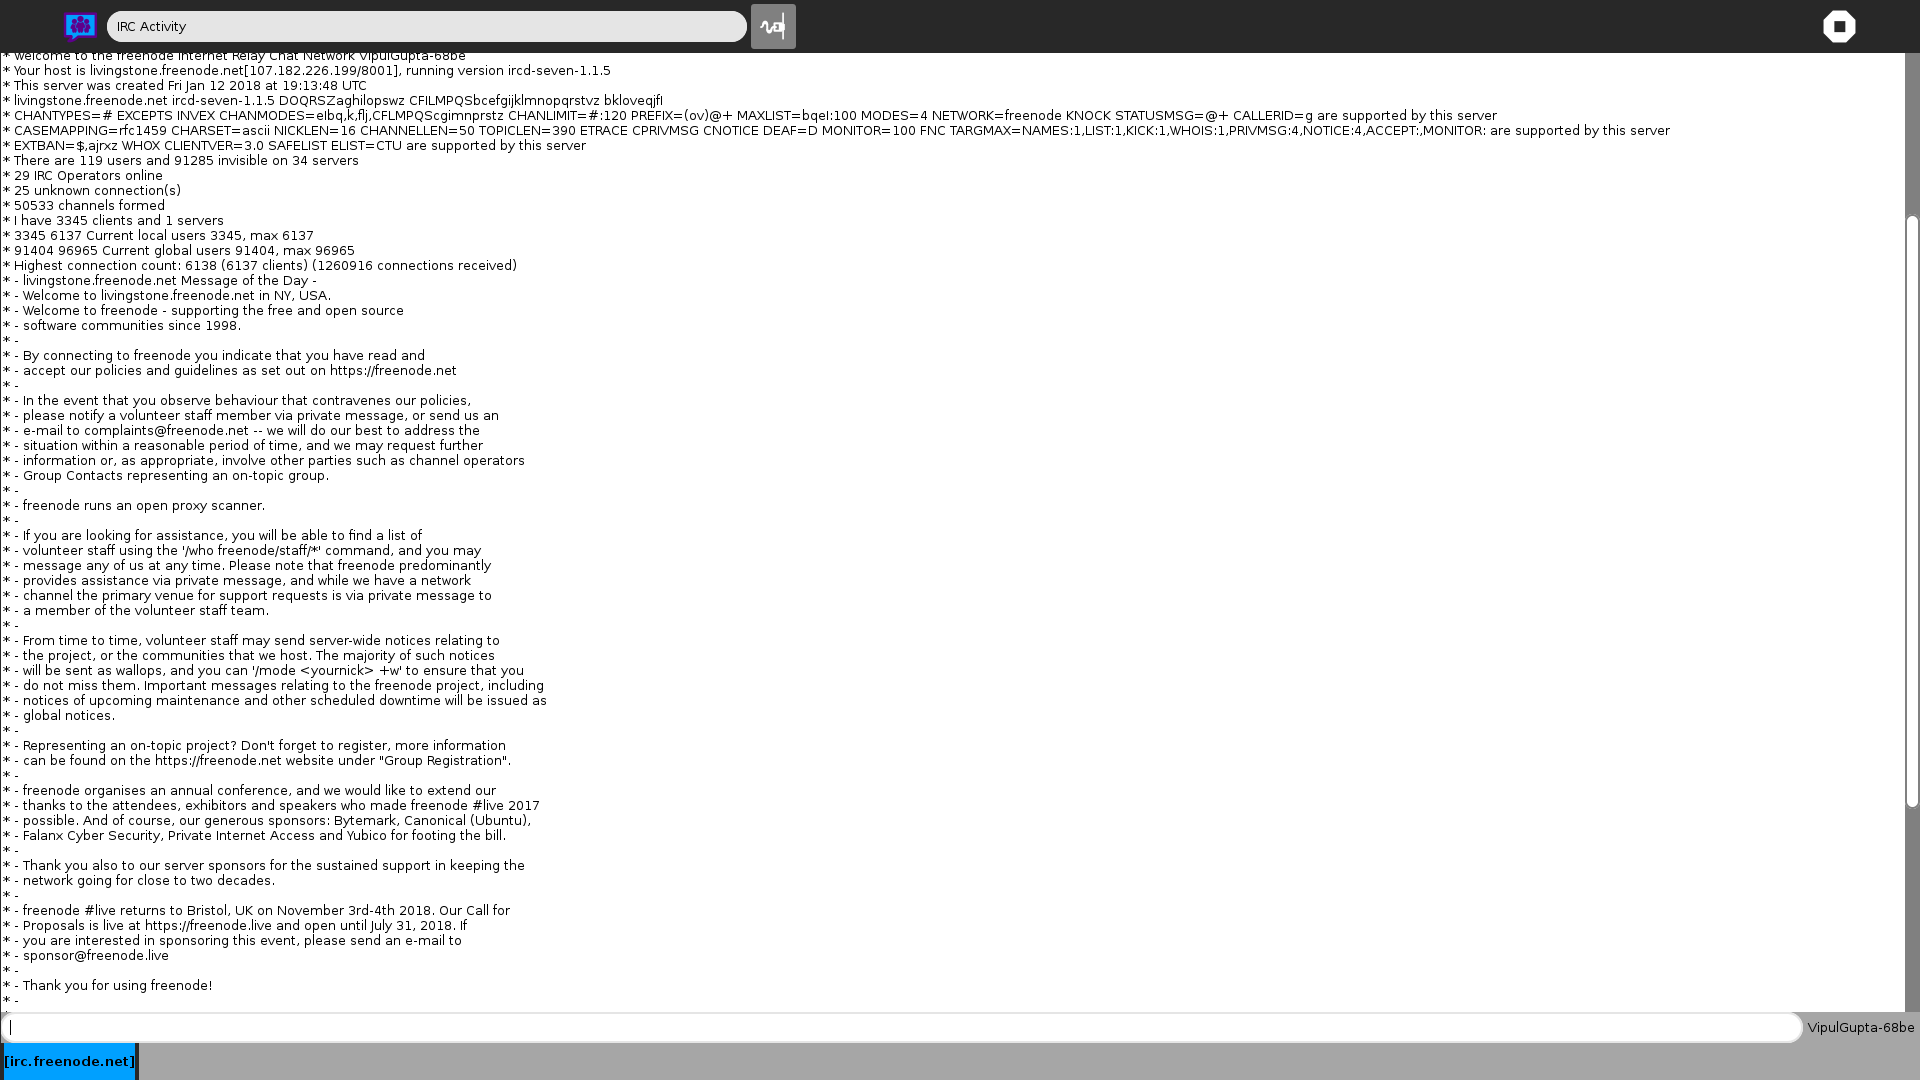 IRC Activity
* Welcome to the freenode Internet Relay Chat Network VipulGupta-68be
* Your host is livingstone.freenode.net[107.182.226.199/8001], running version ircd-seven-1.1.5
* This server was created Fri Jan 12 2018 at 19:13:48 UTC
* livingstone.freenode.net ircd-seven-1.1.5 DOQRSZaghilopswz CFILMPQSbcefgijklmnopqrstvz bkloveqjfI
* CHANTYPES=# EXCEPTS INVEX CHANMODES=eIbq,k,flj,CFLMPQScgimnprstz CHANLIMIT=#:120 PREFIX=(ov)@+ MAXLIST=bqeI:100 MODES=4 NETWORK=freenode KNOCK STATUSMSG=@+ CALLERID=g are supported by this server
* CASEMAPPING=rfc1459 CHARSET=ascii NICKLEN=16 CHANNELLEN=50 TOPICLEN=390 ETRACE CPRIVMSG CNOTICE DEAF=D MONITOR=100 FNC TARGMAX=NAMES:1,LIST:1,KICK:1,WHOIS:1,PRIVMSG:4,NOTICE:4,ACCEPT:,MONITOR: are supported by this server
* EXTBAN=$,ajrxz WHOX CLIENTVER=3.0 SAFELIST ELIST=CTU are supported by this server
* There are 119 users and 91285 invisible on 34 servers
* 29 IRC Operators online
* 25 unknown connection(s)
* 50533 channels formed
* I have 3345 clients and 1 servers
* 3345 6137 Current local users 3345, max 6137
* 91404 96965 Current global users 91404, max 96965
* Highest connection count: 6138 (6137 clients) (1260916 connections received)
* - livingstone.freenode.net Message of the Day -
* - Welcome to livingstone.freenode.net in NY, USA.
* - Welcome to freenode - supporting the free and open source
* - software communities since 1998.
* -
* - By connecting to freenode you indicate that you have read and
* - accept our policies and guidelines as set out on https://freenode.net
* -
* - In the event that you observe behaviour that contravenes our policies,
* - please notify a volunteer staff member via private message, or send us an
* - e-mail to complaints@freenode.net -- we will do our best to address the
* - situation within a reasonable period of time, and we may request further
* - information or, as appropriate, involve other parties such as channel operators
* - Group Contacts representing an on-topic group.
* -
* - freenode runs an open proxy scanner.
* -
* - If you are looking for assistance, you will be able to find a list of
* - volunteer staff using the '/who freenode/staff/*' command, and you may
* - message any of us at any time. Please note that freenode predominantly
* - provides assistance via private message, and while we have a network
* - channel the primary venue for support requests is via private message to
* - a member of the volunteer staff team.
* -
* - From time to time, volunteer staff may send server-wide notices relating to
* - the project, or the communities that we host. The majority of such notices
* - will be sent as wallops, and you can '/mode <yournick> +w' to ensure that you
* - do not miss them. Important messages relating to the freenode project, including
* - notices of upcoming maintenance and other scheduled downtime will be issued as
* - global notices.
* -
* - Representing an on-topic project? Don't forget to register, more information
* - can be found on the https://freenode.net website under "Group Registration".
* -
* - freenode organises an annual conference, and we would like to extend our
* - thanks to the attendees, exhibitors and speakers who made freenode #live 2017
* - possible. And of course, our generous sponsors: Bytemark, Canonical (Ubuntu),
* - Falanx Cyber Security, Private Internet Access and Yubico for footing the bill.
* -
* - Thank you also to our server sponsors for the sustained support in keeping the
* - network going for close to two decades.
* -
* - freenode #live returns to Bristol, UK on November 3rd-4th 2018. Our Call for
* - Proposals is live at https://freenode.live and open until July 31, 2018. If
* - you are interested in sponsoring this event, please send an e-mail to
* - sponsor@freenode.live
* -
* - Thank you for using freenode!
* -
VipulGupta-68be
[irc.freenode.net]